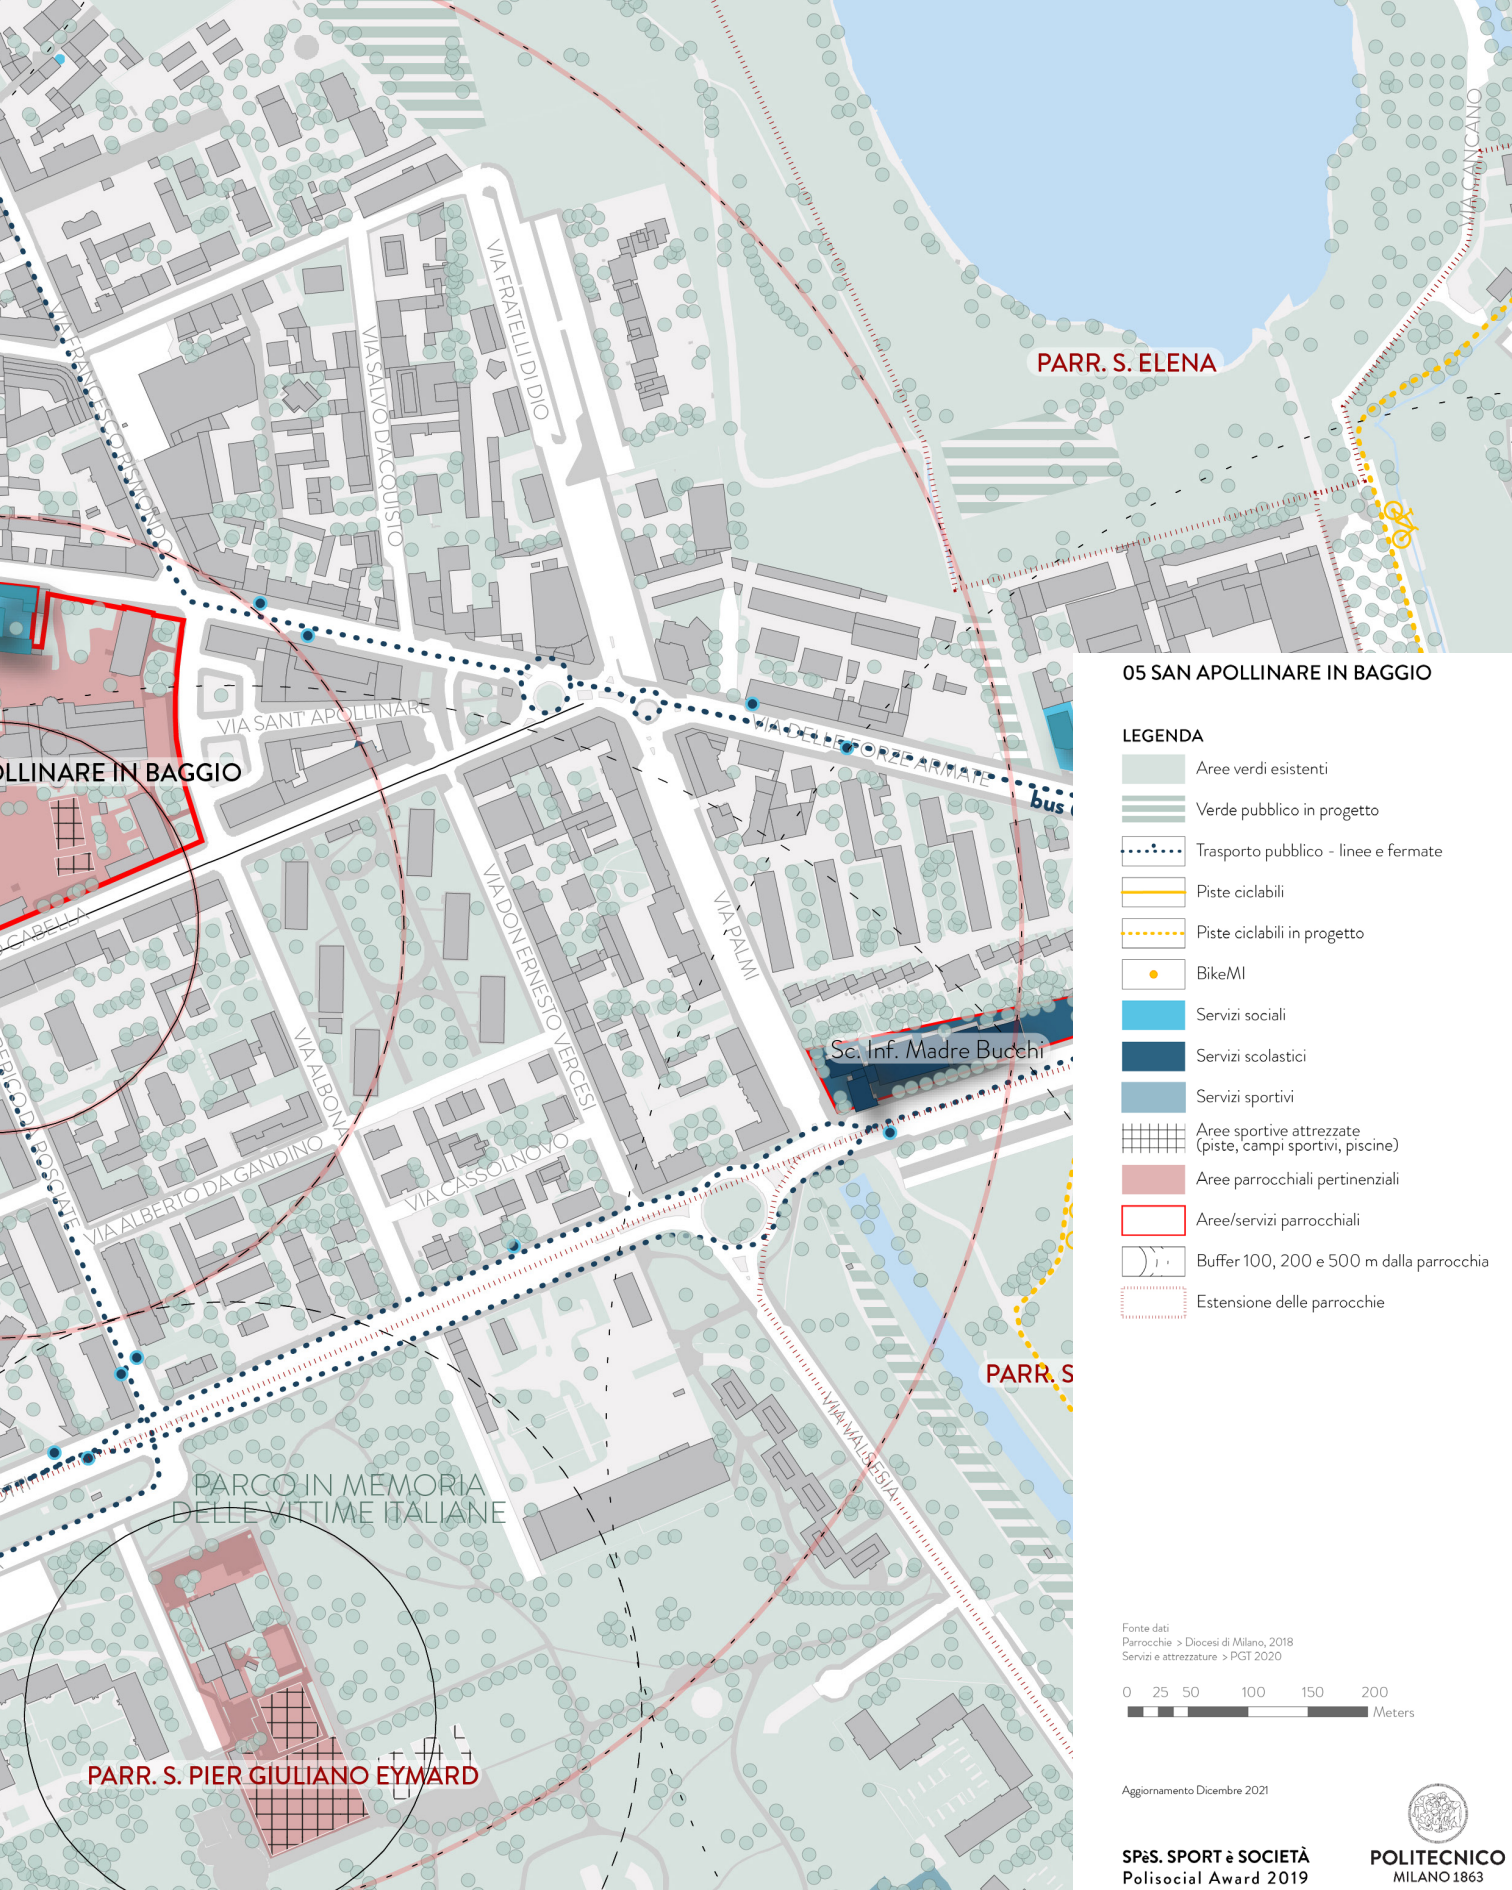 VIA CANCANO
VIA FRATELLI DI DIO
VIA SALVO D'ACQUISTO
VIA FRANCESCO RISMONDO
PARR. S. ELENA
VIA SANT' APOLLINARE
VIA DELLE FORZE ARMATE
OLLINARE IN BAGGIO
bus
VIA PALMI
VIA DON ERNESTO VERCESI
CABELLA
Sc. Inf. Madre Bucchi
VIA ALBONA
VIA ALBERTO DA GANDINO
VIA CASSOLNOVO
DA ROSCIATE
PARR. S
VIA VALSESIA
PARCO IN MEMORIA
DELLE VITTIME ITALIANE
PARR. S. PIER GIULIANO EYMARD
05 SAN APOLLINARE IN BAGGIO
LEGENDA
Aree verdi esistenti
Verde pubblico in progetto
Trasporto pubblico - linee e fermate
Piste ciclabili
Piste ciclabili in progetto
BikeMI
Servizi sociali
Servizi scolastici
Servizi sportivi
Aree sportive attrezzate
(piste, campi sportivi, piscine)
Aree parrocchiali pertinenziali
Aree/servizi parrocchiali
Buffer 100, 200 e 500 m dalla parrocchia
Estensione delle parrocchie
Fonte dati
Parrocchie > Diocesi di Milano, 2018
Servizi e attrezzature > PGT 2020
0 25 50 100 150 200
Meters
Aggiornamento Dicembre 2021
SPèS. SPORT è SOCIETÀ
Polisocial Award 2019
POLITECNICO
MILANO 1863